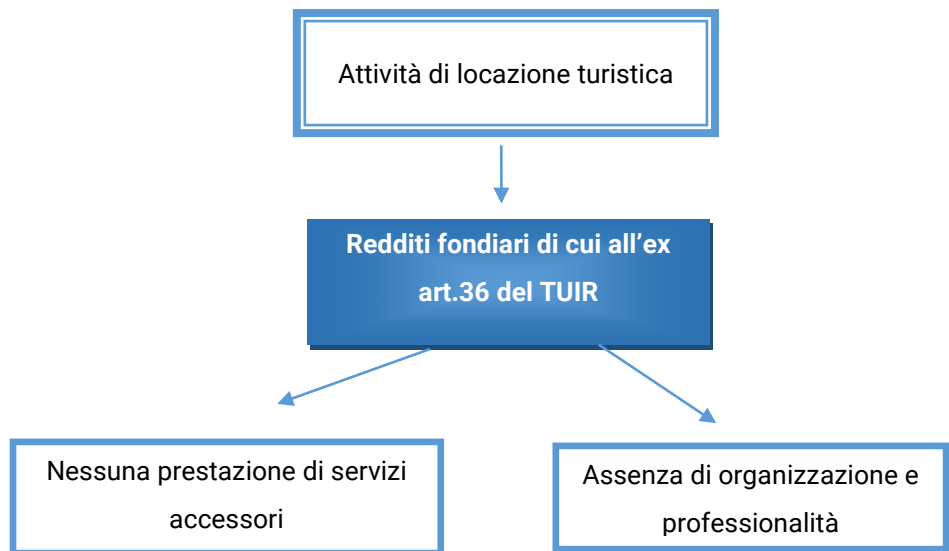 Attività di locazione turistica
Redditi fondiari di cui all’ex
art.36 del TUIR
Nessuna prestazione di servizi
accessori
Assenza di organizzazione e
professionalità